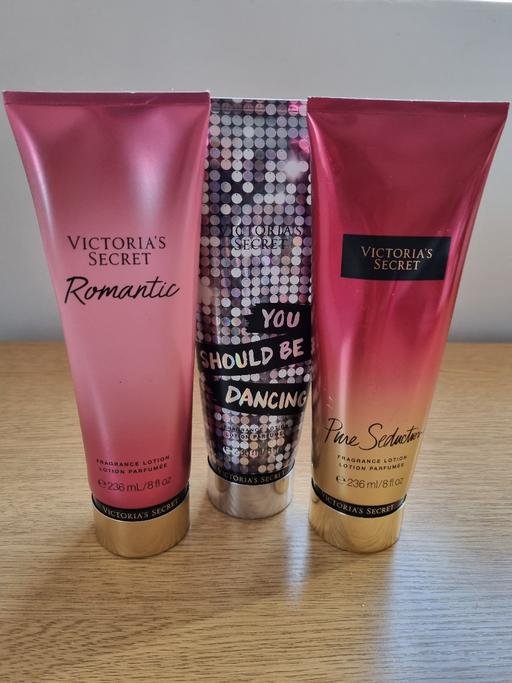 VICTORIA'S
SECRET
Romantic
FRAGRANCE LOTION
LOTION PARFUMÉE
℮ 236 mL/8 fl oz
VICTORIA'S SECRET
VICTORIA'S
SECRET
YOU
SHOULD BE
DANCING
VICTORIA'S SECRET
VICTORIA'S
SECRET
Pure Seduction
FRAGRANCE LOTION
LOTION PARFUMÉE
℮ 236 ml/8 fl oz
VICTORIA'S SECRET